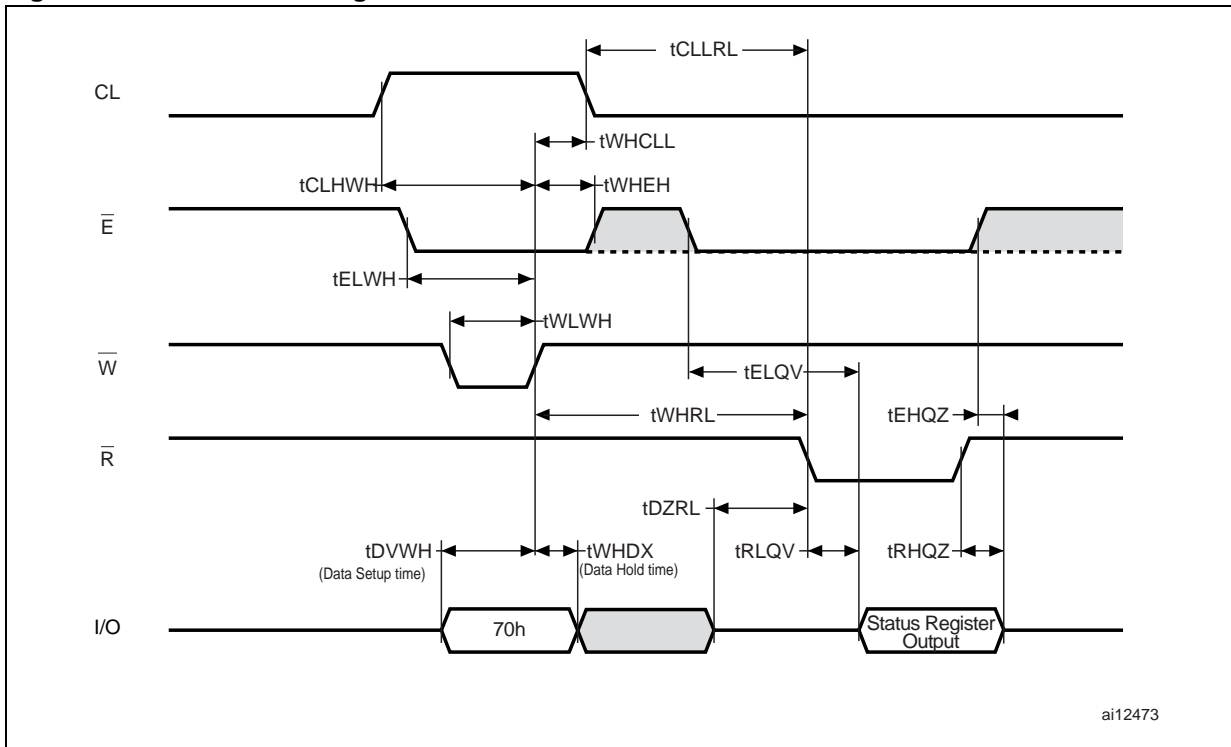 tCLLRL
CL
tWHCLL
tCLHWH
tWHEH
E
tELWH
tWLWH
W
tELQV
tWHRL
tEHQZ
R
tDZRL
tDVWH
(Data Setup time)
tWHDX
(Data Hold time)
tRLQV
tRHQZ
I/O
70h
Status Register
Output
ai12473